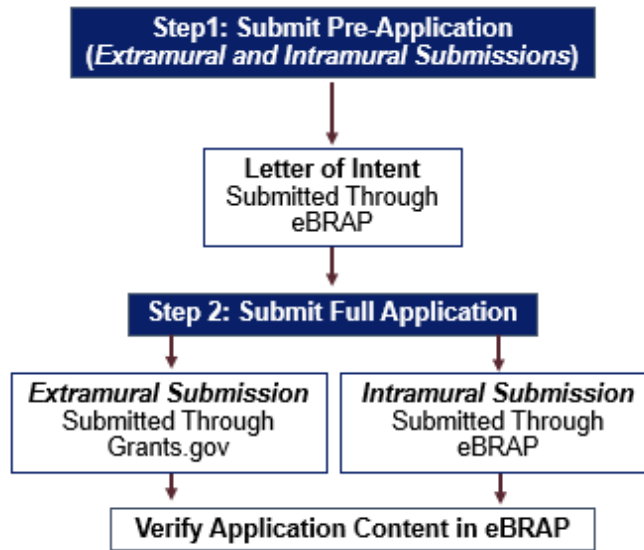 Step1: Submit Pre-Application
(Extramural and Intramural Submissions)
Letter of Intent
Submitted Through
eBRAP
Step 2: Submit Full Application
Extramural Submission
Submitted Through
Grants.gov
Intramural Submission
Submitted Through
eBRAP
Verify Application Content in eBRAP